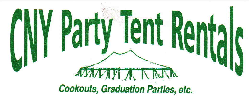 CNY Party Tent Rentals
Cookouts, Graduation Parties, etc.